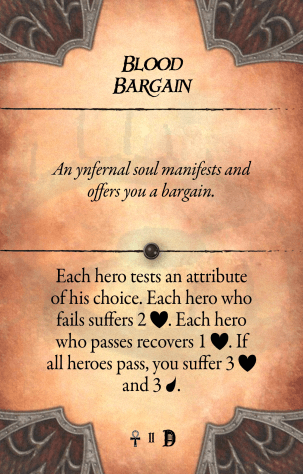 Blood
Bargain
An ynfernal soul manifests and
offers you a bargain.
Each hero tests an attribute
of his choice. Each hero who
fails suffers 2 ♥. Each hero
who passes recovers 1 ♥. If
all heroes pass, you suffer 3 ♥
and 3 .
II